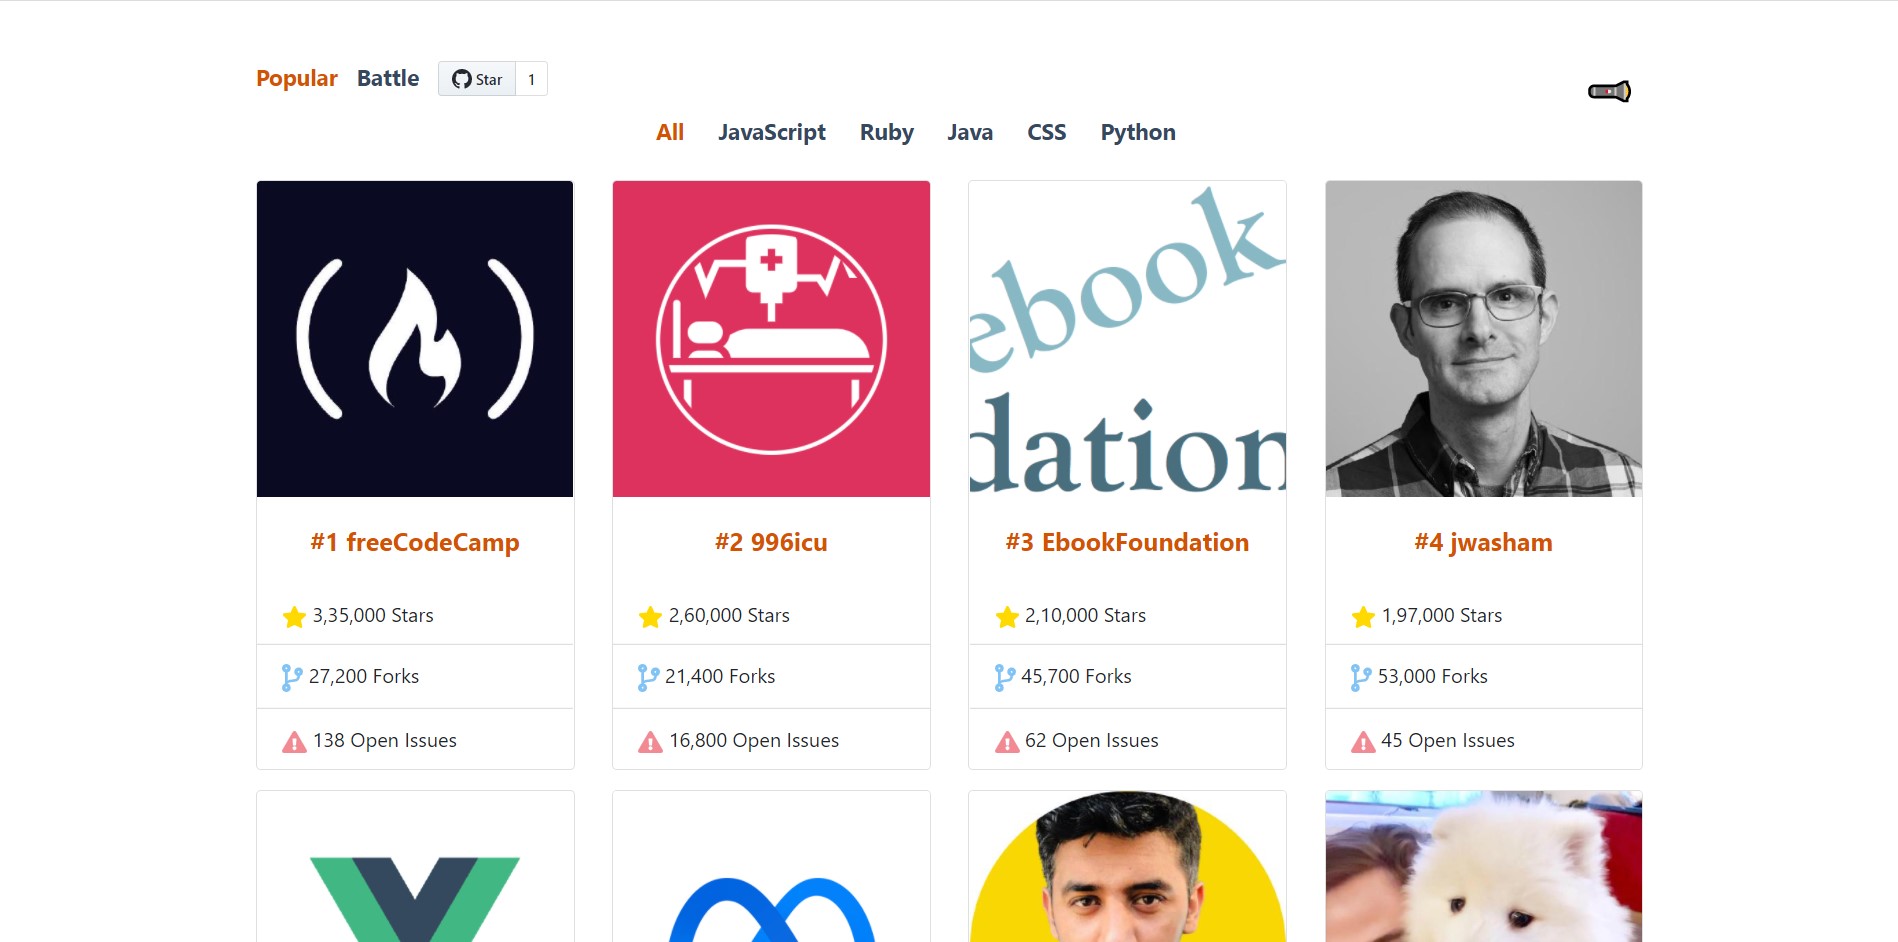 Popular Battle Star 1
All JavaScript Ruby Java CSS Python
ebook
dation
#1 freeCodeCamp
3,35,000 Stars
27,200 Forks
138 Open Issues
#2 996icu
2,60,000 Stars
21,400 Forks
16,800 Open Issues
#3 EbookFoundation
2,10,000 Stars
45,700 Forks
62 Open Issues
#4 jwasham
1,97,000 Stars
53,000 Forks
45 Open Issues